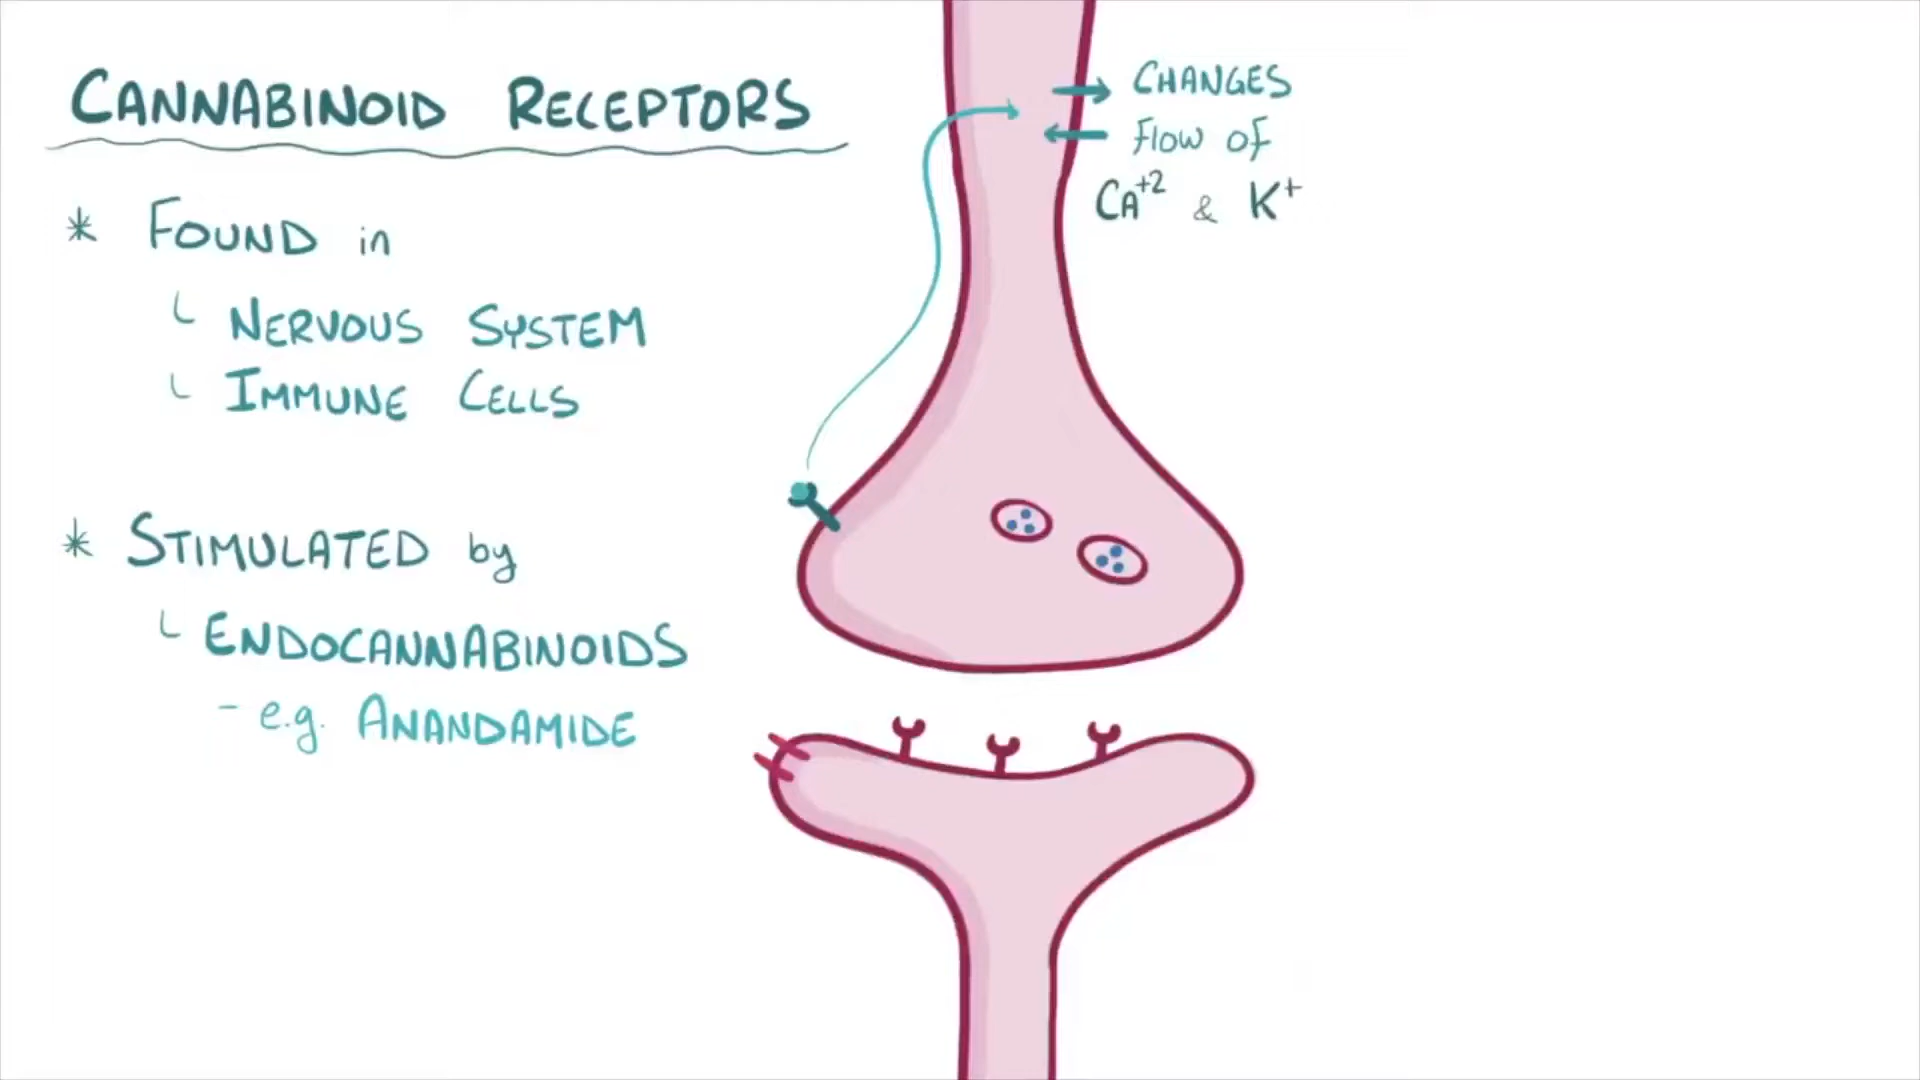 CANNABINOID RECEPTORS
* FOUND in
NERVOUS SYSTEM
IMMUNE CELLS
* STIMULATED by
ENDOCANNABINOIDS
- e.g. ANANDAMIDE
CHANGES
FLOW OF
CA+2 & K+